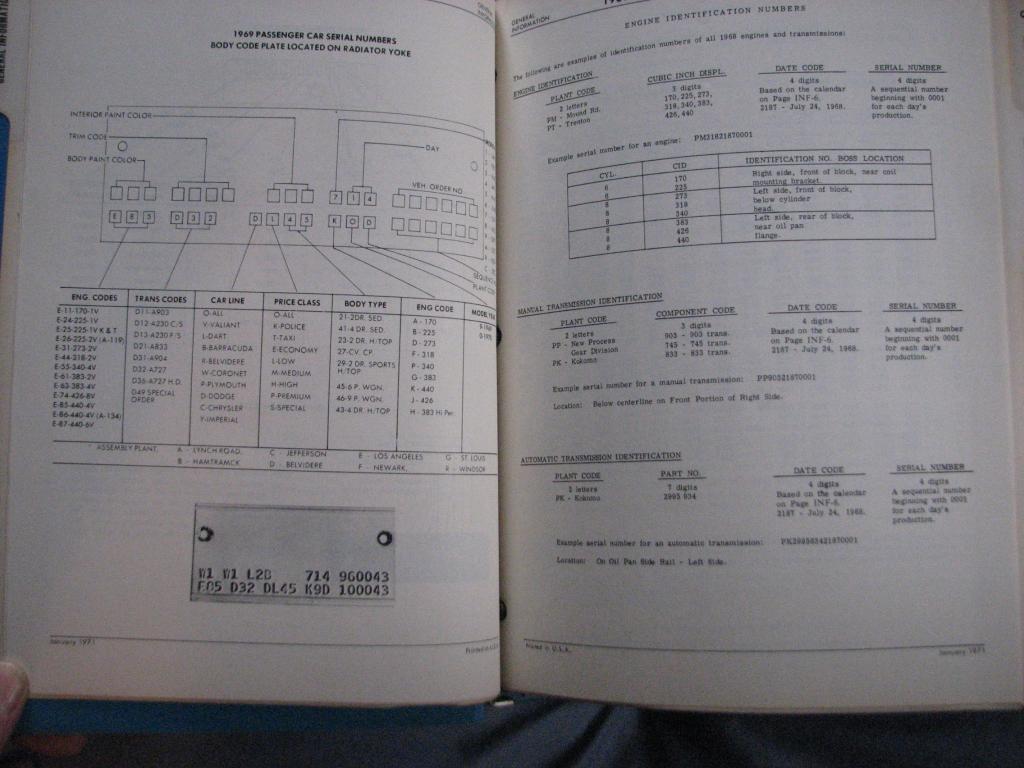 GENERAL INFORMATION
1969 PASSENGER CAR SERIAL NUMBERS
BODY CODE PLATE LOCATED ON RADIATOR YOKE
INTERIOR PAINT COLOR
TRIM CODE
BODY PAINT COLOR
DAY
VEH. ORDER NO.
7 1 4
E 8 5 D 3 2 D L 4 5 K 9 D
ENG. CODES
E-11-170-1V
E-24-225-1V
E-25-225-1V K & T
E-26-225-2V (A-119)
E-31-273-2V
E-44-318-2V
E-55-340-4V
E-61-383-2V
E-62-383-4V
E-74-426-8V
E-85-440-4V
E-86-440-4V (A-134)
E-87-440-6V
TRANS CODES
D11-A903
D12-A230 C/S
D13-A230 F/S
D21-A833
D31-A904
D32-A727
D36-A727 H.D.
D49 SPECIAL
ORDER
CAR LINE
O-ALL
V-VALIANT
L-DART
B-BARRACUDA
R-BELVIDERE
W-CORONET
P-PLYMOUTH
D-DODGE
C-CHRYSLER
Y-IMPERIAL
PRICE CLASS
O-ALL
K-POLICE
T-TAXI
E-ECONOMY
L-LOW
M-MEDIUM
H-HIGH
P-PREMIUM
S-SPECIAL
BODY TYPE
21-2DR. SED.
41-4 DR. SED.
23-2 DR. H/TOP
27-CV. CP.
29-2 DR. SPORTS
H/TOP
45-6 P. WGN.
46-9 P. WGN.
43-4 DR. H/TOP
ENG CODE
A - 170
B - 225
D - 273
F - 318
P - 340
G - 383
K - 440
J - 426
H - 383 Hi Per.
ASSEMBLY PLANT.
A - LYNCH ROAD,
B - HAMTRAMCK
C - JEFFERSON
D - BELVIDERE
E - LOS ANGELES
F - NEWARK,
G - ST. LOUIS
R - WINDSOR
W1 W1 L2B 714 960043
E85 D32 DL45 K9D 100043
January 1971
GENERAL
INFORMATION
ENGINE IDENTIFICATION NUMBERS
The following are examples of identification numbers of all 1968 engines and transmissions:
ENGINE IDENTIFICATION
PLANT CODE
2 letters
PM - Mound Rd.
PT - Trenton
CUBIC INCH DISPL.
3 digits
170, 225, 273,
318, 340, 383,
426, 440
DATE CODE
4 digits
Based on the calendar
on Page INF-6.
2187 - July 24, 1968.
SERIAL NUMBER
4 digits
A sequential number
beginning with 0001
for each day's
production.
Example serial number for an engine: PM31821870001
CYL. CID IDENTIFICATION NO. BOSS LOCATION
6 170 Right side, front of block, near coil
6 225 mounting bracket.
8 273 Left side, front of block,
8 318 below cylinder
8 340 head.
8 383 Left side, rear of block,
8 426 near oil pan
8 440 flange.
MANUAL TRANSMISSION IDENTIFICATION
PLANT CODE
2 letters
PP - New Process
Gear Division
PK - Kokomo
COMPONENT CODE
3 digits
903 - 903 trans.
745 - 745 trans.
833 - 833 trans.
DATE CODE
4 digits
Based on the calendar
on Page INF-6.
2187 - July 24, 1968.
SERIAL NUMBER
4 digits
A sequential number
beginning with 0001
for each day's
production.
Example serial number for a manual transmission: PP90321870001
Location: Below centerline on Front Portion of Right Side.
AUTOMATIC TRANSMISSION IDENTIFICATION
PLANT CODE
2 letters
PK - Kokomo
PART NO.
7 digits
2995 934
DATE CODE
4 digits
Based on the calendar
on Page INF-6.
2187 - July 24, 1968.
SERIAL NUMBER
4 digits
A sequential number
beginning with 0001
for each day's
production.
Example serial number for an automatic transmission:
Location: On Oil Pan Side Rail - Left Side.
Printed in U.S.A.
January 1971